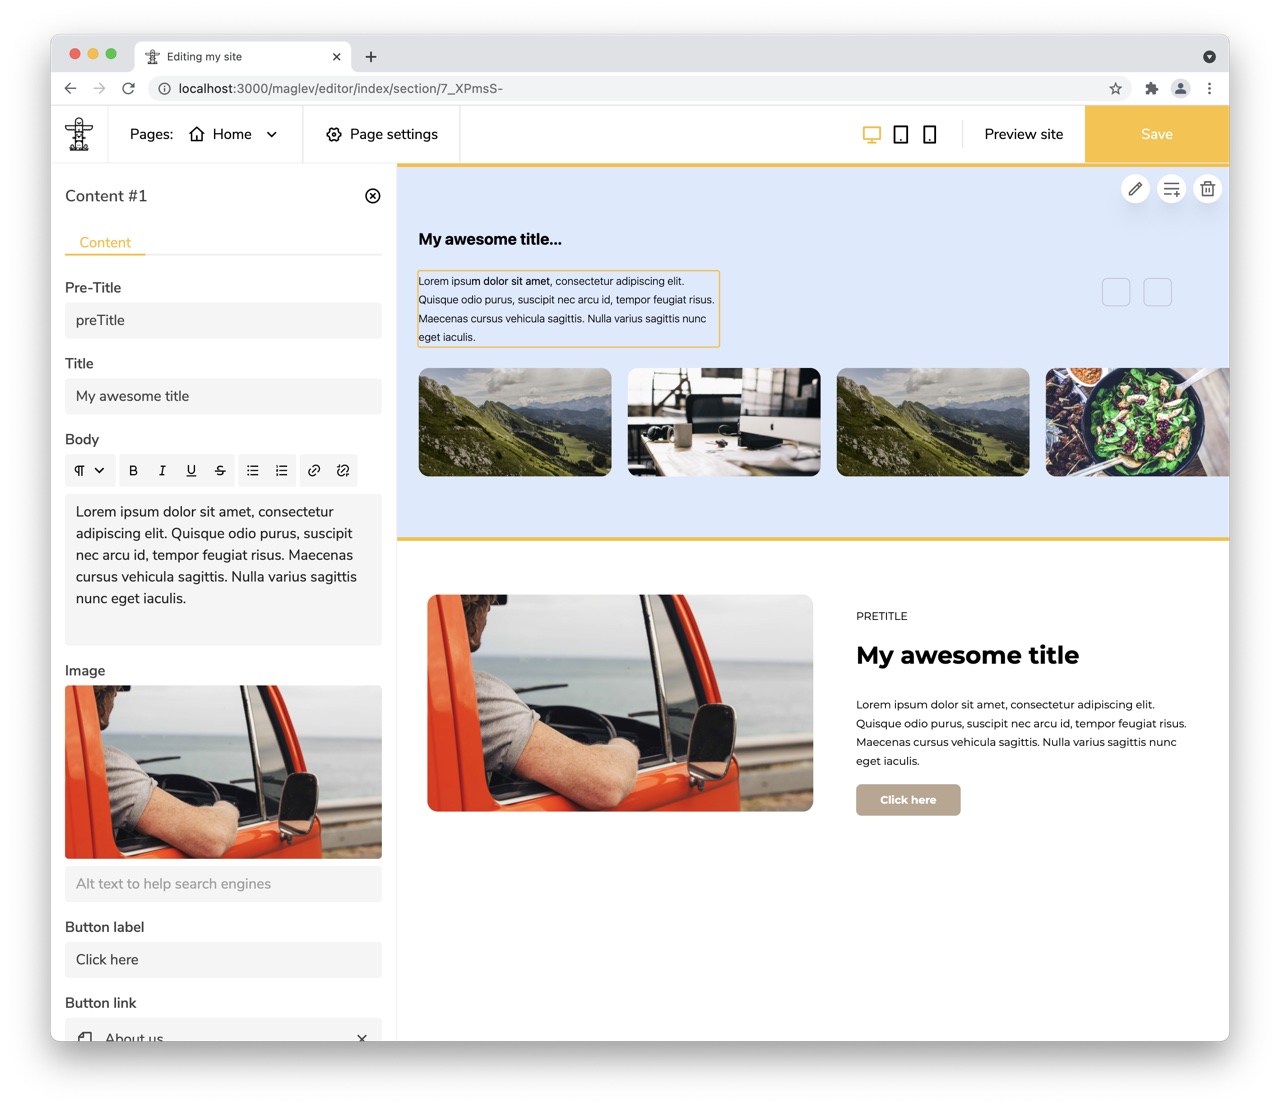 Editing my site
localhost:3000/maglev/editor/index/section/7_XPmsS-
Pages: Home
Page settings
Preview site
Save
Content #1
Content
Pre-Title
preTitle
Title
My awesome title
Body
B I U S
Lorem ipsum dolor sit amet, consectetur
adipiscing elit. Quisque odio purus, suscipit
nec arcu id, tempor feugiat risus. Maecenas
cursus vehicula sagittis. Nulla varius sagittis
nunc eget iaculis.
Image
Alt text to help search engines
Button label
Click here
Button link
About us
My awesome title...
Lorem ipsum dolor sit amet, consectetur adipiscing elit.
Quisque odio purus, suscipit nec arcu id, tempor feugiat risus.
Maecenas cursus vehicula sagittis. Nulla varius sagittis nunc
eget iaculis.
PRETITLE
My awesome title
Lorem ipsum dolor sit amet, consectetur adipiscing elit.
Quisque odio purus, suscipit nec arcu id, tempor feugiat risus.
Maecenas cursus vehicula sagittis. Nulla varius sagittis nunc
eget iaculis.
Click here